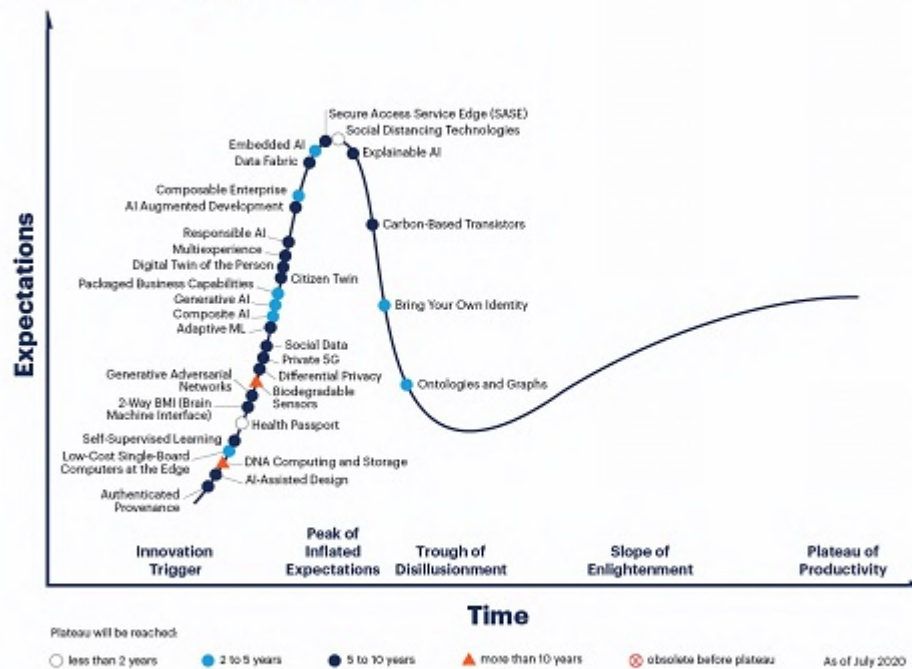 Secure Access Service Edge (SASE)
Social Distancing Technologies
Embedded AI
Explainable AI
Data Fabric
Composable Enterprise
AI Augmented Development
Carbon-Based Transistors
Responsible AI
Multiexperience
Digital Twin of the Person
Citizen Twin
Packaged Business Capabilities
Generative AI
Bring Your Own Identity
Composite AI
Adaptive ML
Social Data
Private 5G
Differential Privacy
Generative Adversarial
Networks
Biodegradable
Sensors
Ontologies and Graphs
2-Way BMI (Brain
Machine Interface)
Health Passport
Self-Supervised Learning
Low-Cost Single-Board
Computers at the Edge
DNA Computing and Storage
AI-Assisted Design
Authenticated
Provenance
Expectations
Innovation
Trigger
Peak of
Inflated
Expectations
Trough of
Disillusionment
Slope of
Enlightenment
Plateau of
Productivity
Time
Plateau will be reached:
less than 2 years
2 to 5 years
5 to 10 years
more than 10 years
obsolete before plateau
As of July 2020